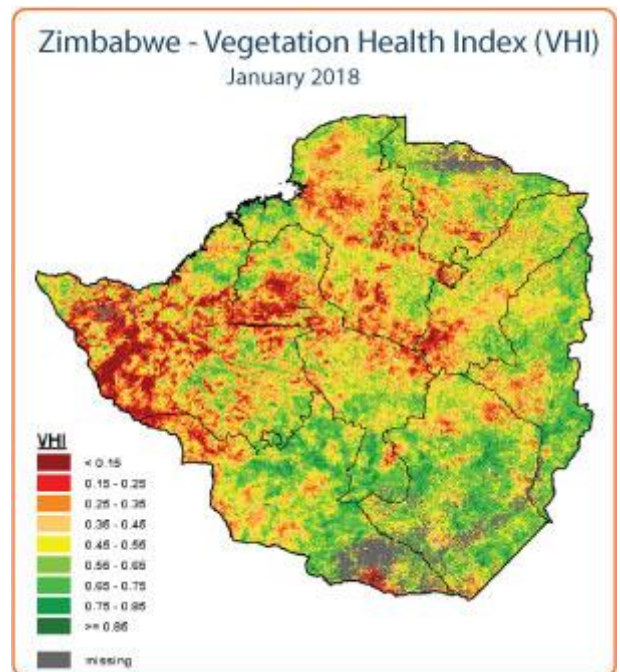 Zimbabwe - Vegetation Health Index (VHI)
January 2018
VHI
< 0.15
0.15 - 0.25
0.25 - 0.35
0.35 - 0.45
0.45 - 0.55
0.55 - 0.65
0.65 - 0.75
0.75 - 0.85
>= 0.85
missing